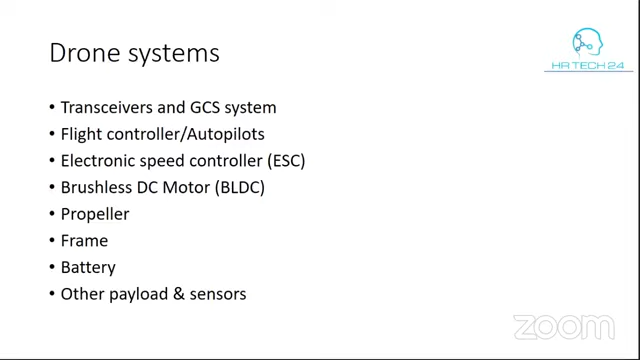 Drone systems
HR TECH 24
• Transceivers and GCS system
• Flight controller/Autopilots
• Electronic speed controller (ESC)
• Brushless DC Motor (BLDC)
• Propeller
• Frame
• Battery
• Other payload & sensors
zoom